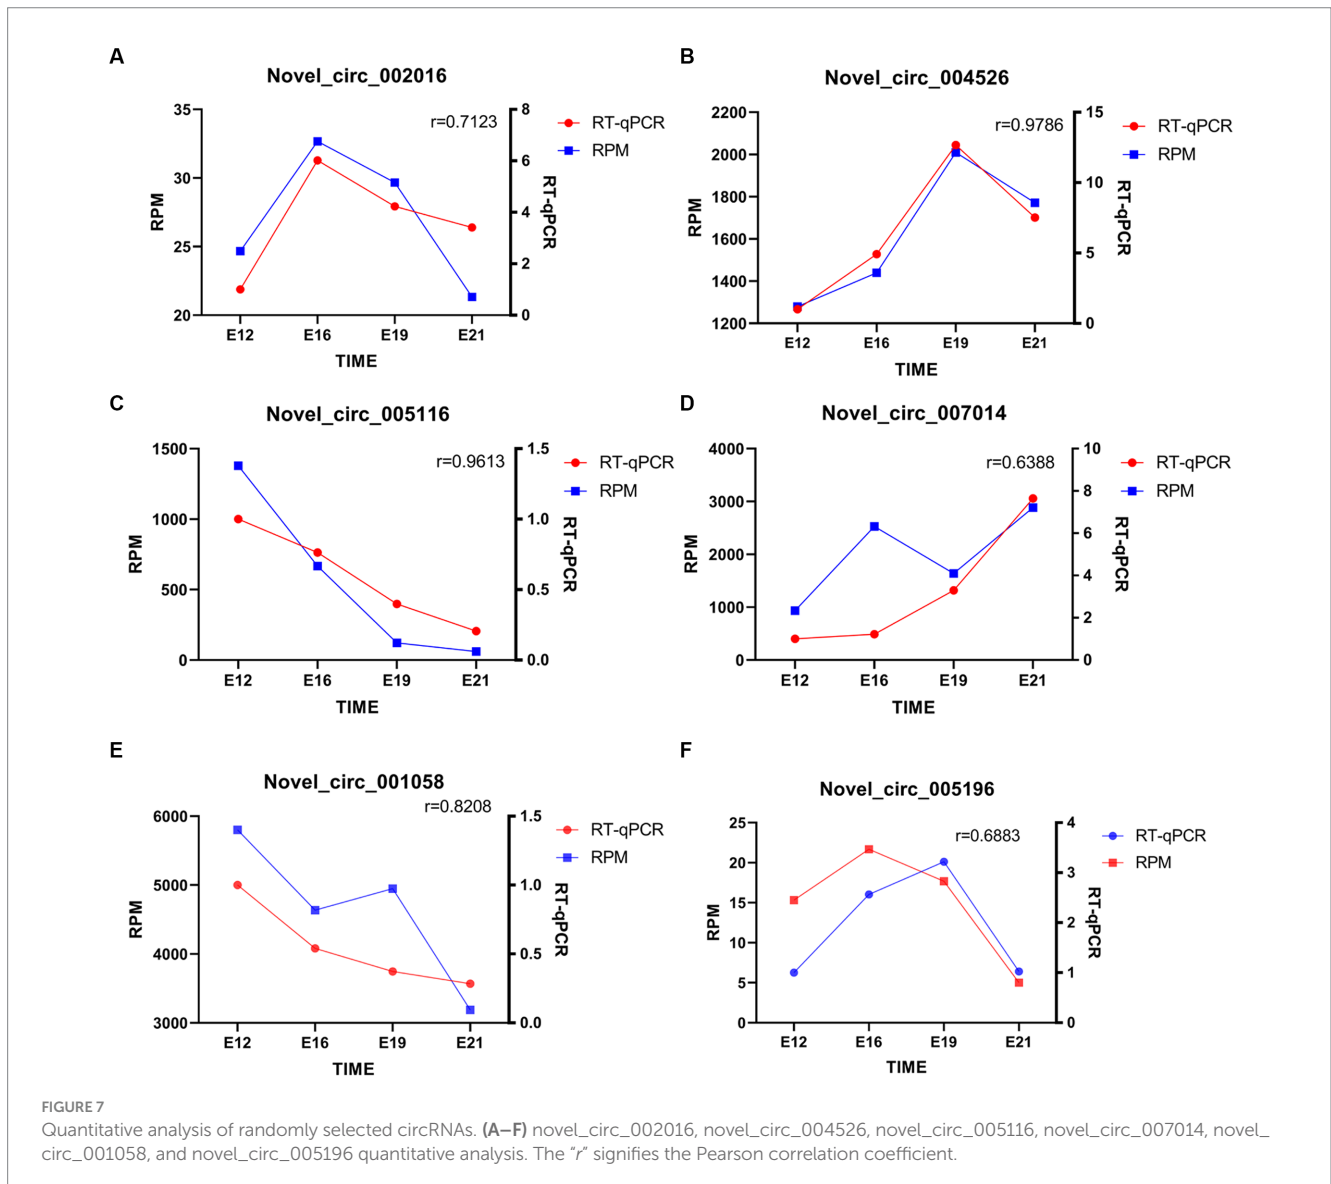 A
Novel_circ_002016
r=0.7123
RT-qPCR
RPM
35
30
25
20
RPM
8
6
4
2
0
RT-qPCR
E12 E16 E19 E21
TIME
B
Novel_circ_004526
r=0.9786
RT-qPCR
RPM
2200
2000
1800
1600
1400
1200
RPM
15
10
5
0
RT-qPCR
E12 E16 E19 E21
TIME
C
Novel_circ_005116
r=0.9613
RT-qPCR
RPM
1500
1000
500
0
RPM
1.5
1.0
0.5
0.0
RT-qPCR
E12 E16 E19 E21
TIME
D
Novel_circ_007014
r=0.6388
RT-qPCR
RPM
4000
3000
2000
1000
0
RPM
10
8
6
4
2
0
RT-qPCR
E12 E16 E19 E21
TIME
E
Novel_circ_001058
r=0.8208
RT-qPCR
RPM
6000
5000
4000
3000
RPM
1.5
1.0
0.5
0.0
RT-qPCR
E12 E16 E19 E21
TIME
F
Novel_circ_005196
r=0.6883
RT-qPCR
RPM
25
20
15
10
5
0
RPM
4
3
2
1
0
RT-qPCR
E12 E16 E19 E21
TIME
FIGURE 7
Quantitative analysis of randomly selected circRNAs. (A–F) novel_circ_002016, novel_circ_004526, novel_circ_005116, novel_circ_007014, novel_
circ_001058, and novel_circ_005196 quantitative analysis. The “r” signifies the Pearson correlation coefficient.